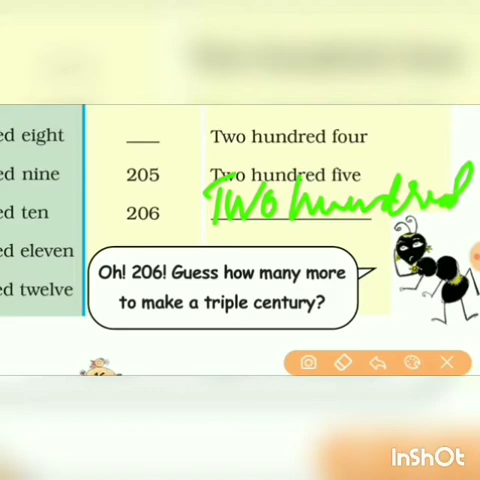 ed eight ____ Two hundred four
ed nine 205 Two hundred five
ed ten 206 Two hundred
ed eleven
ed twelve
Oh! 206! Guess how many more
to make a triple century?
InShOt